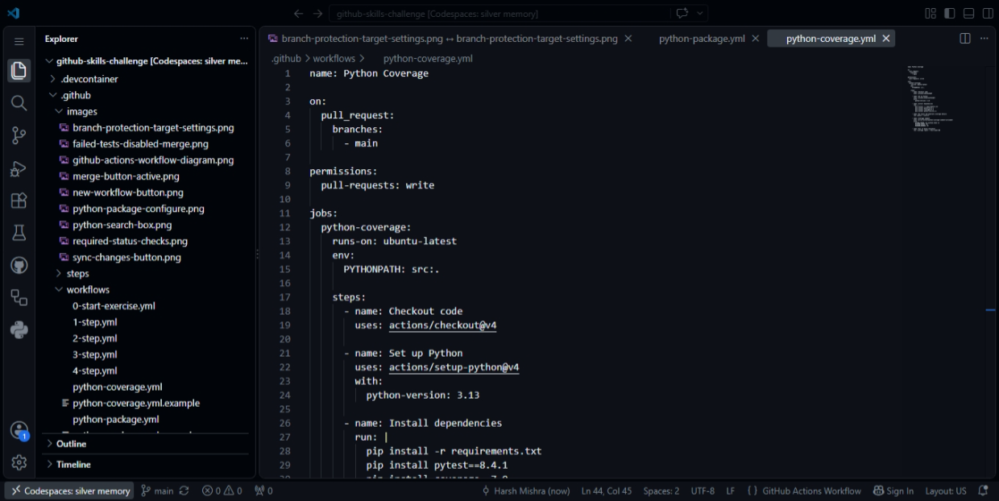 github-skills-challenge [Codespaces: silver memory]
Explorer
github-skills-challenge [Codespaces: silver me...
.devcontainer
.github
images
branch-protection-target-settings.png
failed-tests-disabled-merge.png
github-actions-workflow-diagram.png
merge-button-active.png
new-workflow-button.png
python-package-configure.png
python-search-box.png
required-status-checks.png
sync-changes-button.png
steps
workflows
0-start-exercise.yml
1-step.yml
2-step.yml
3-step.yml
4-step.yml
python-coverage.yml
python-coverage.yml.example
python-package.yml
Outline
Timeline
1
branch-protection-target-settings.png ↔ branch-protection-target-settings.png
python-package.yml
python-coverage.yml
.github > workflows > python-coverage.yml
1 name: Python Coverage
2
3 on:
4 pull_request:
5 branches:
6 - main
7
8 permissions:
9 pull-requests: write
10
11 jobs:
12 python-coverage:
13 runs-on: ubuntu-latest
14 env:
15 PYTHONPATH: src:.
16
17 steps:
18 - name: Checkout code
19 uses: actions/checkout@v4
20
21 - name: Set up Python
22 uses: actions/setup-python@v4
23 with:
24 python-version: 3.13
25
26 - name: Install dependencies
27 run: |
28 pip install -r requirements.txt
29 pip install pytest==8.4.1
Codespaces: silver memory
main
0 0
0
Harsh Mishra (now)
Ln 44, Col 45
Spaces: 2
UTF-8
LF
{ } GitHub Actions Workflow
Sign In
Layout: US